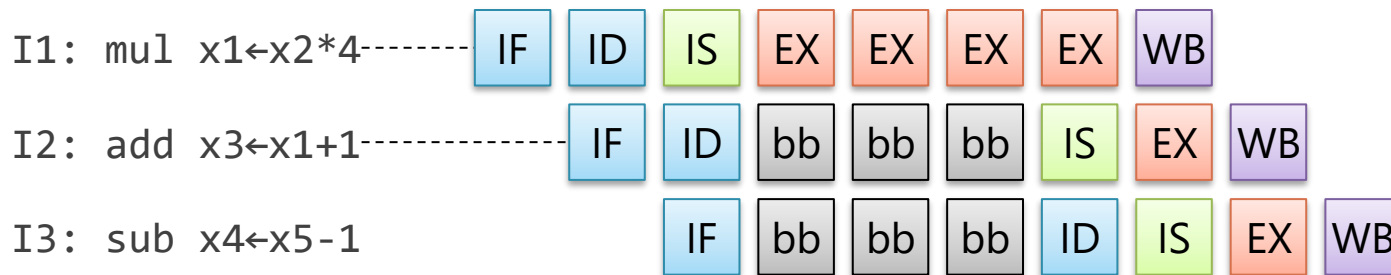 I1: mul x1←x2*4 IF ID IS EX EX EX EX WB
I2: add x3←x1+1 IF ID bb bb bb IS EX WB
I3: sub x4←x5-1 IF bb bb bb ID IS EX WB